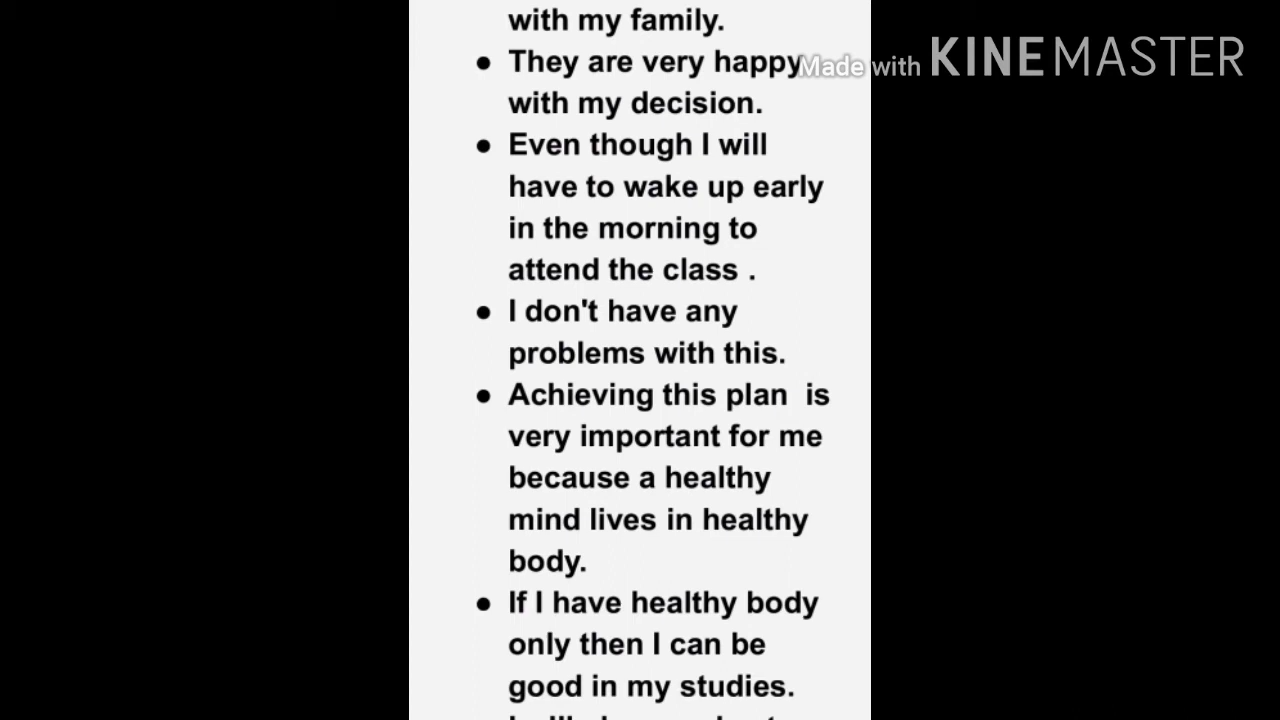 with my family.
● They are very happy
with my decision.
● Even though I will
have to wake up early
in the morning to
attend the class .
● I don't have any
problems with this.
● Achieving this plan  is
very important for me
because a healthy
mind lives in healthy
body.
● If I have healthy body
only then I can be
good in my studies.
Made with KINEMASTER